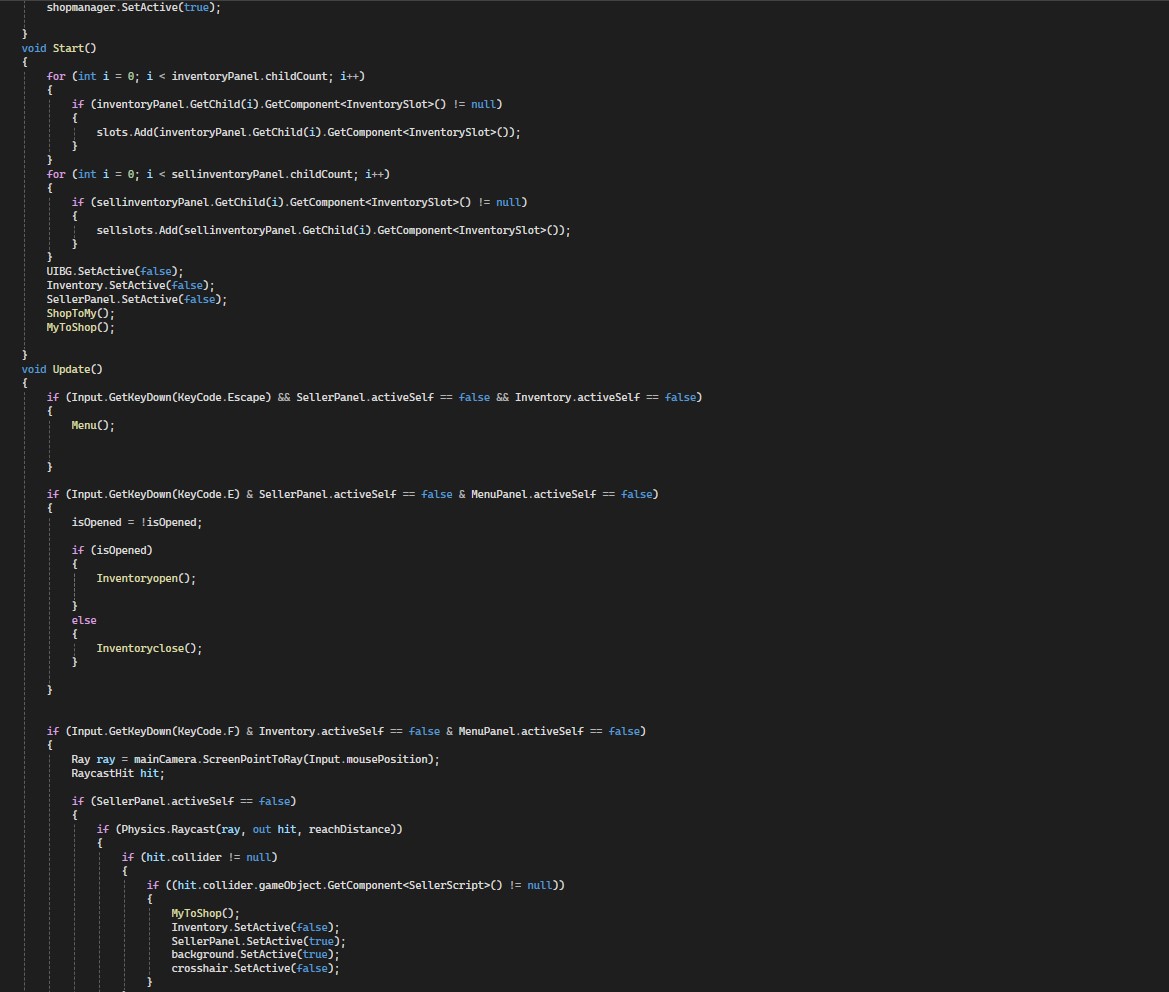 shopmanager.SetActive(true);
}
void Start()
{
for (int i = 0; i < inventoryPanel.childCount; i++)
{
if (inventoryPanel.GetChild(i).GetComponent<InventorySlot>() != null)
{
slots.Add(inventoryPanel.GetChild(i).GetComponent<InventorySlot>());
}
}
for (int i = 0; i < sellinventoryPanel.childCount; i++)
{
if (sellinventoryPanel.GetChild(i).GetComponent<InventorySlot>() != null)
{
sellslots.Add(sellinventoryPanel.GetChild(i).GetComponent<InventorySlot>());
}
}
UIBG.SetActive(false);
Inventory.SetActive(false);
SellerPanel.SetActive(false);
ShopToMy();
MyToShop();
}
void Update()
{
if (Input.GetKeyDown(KeyCode.Escape) && SellerPanel.activeSelf == false && Inventory.activeSelf == false)
{
Menu();
}
if (Input.GetKeyDown(KeyCode.E) & SellerPanel.activeSelf == false & MenuPanel.activeSelf == false)
{
isOpened = !isOpened;
if (isOpened)
{
Inventoryopen();
}
else
{
Inventoryclose();
}
}
if (Input.GetKeyDown(KeyCode.F) & Inventory.activeSelf == false & MenuPanel.activeSelf == false)
{
Ray ray = mainCamera.ScreenPointToRay(Input.mousePosition);
RaycastHit hit;
if (SellerPanel.activeSelf == false)
{
if (Physics.Raycast(ray, out hit, reachDistance))
{
if (hit.collider != null)
{
if ((hit.collider.gameObject.GetComponent<SellerScript>() != null))
{
MyToShop();
Inventory.SetActive(false);
SellerPanel.SetActive(true);
background.SetActive(true);
crosshair.SetActive(false);
}